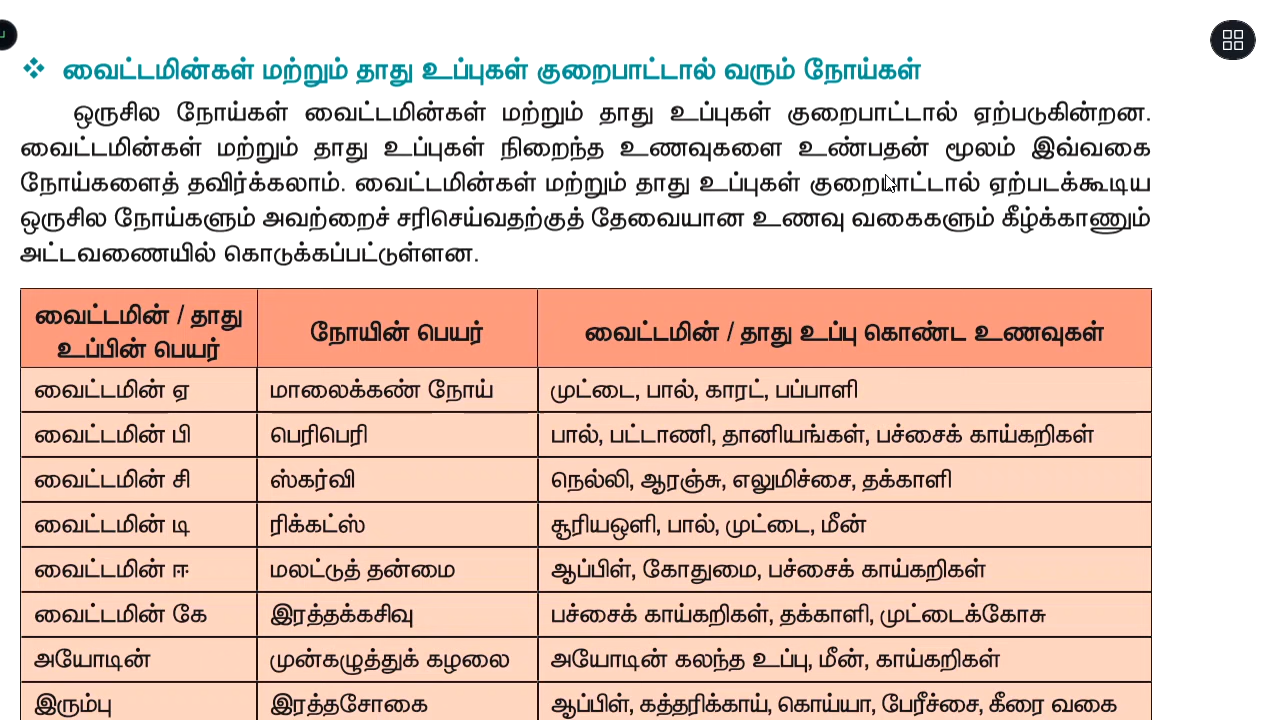 ❖ வைட்டமின்கள் மற்றும் தாது உப்புகள் குறைபாட்டால் வரும் நோய்கள்
ஒருசில நோய்கள் வைட்டமின்கள் மற்றும் தாது உப்புகள் குறைபாட்டால் ஏற்படுகின்றன.
வைட்டமின்கள் மற்றும் தாது உப்புகள் நிறைந்த உணவுகளை உண்பதன் மூலம் இவ்வகை
நோய்களைத் தவிர்க்கலாம். வைட்டமின்கள் மற்றும் தாது உப்புகள் குறைபாட்டால் ஏற்படக்கூடிய
ஒருசில நோய்களும் அவற்றைச் சரிசெய்வதற்குத் தேவையான உணவு வகைகளும் கீழ்க்காணும்
அட்டவணையில் கொடுக்கப்பட்டுள்ளன.
வைட்டமின் / தாது உப்பின் பெயர் நோயின் பெயர் வைட்டமின் / தாது உப்பு கொண்ட உணவுகள்
வைட்டமின் ஏ மாலைக்கண் நோய் முட்டை, பால், காரட், பப்பாளி
வைட்டமின் பி பெரிபெரி பால், பட்டாணி, தானியங்கள், பச்சைக் காய்கறிகள்
வைட்டமின் சி ஸ்கர்வி நெல்லி, ஆரஞ்சு, எலுமிச்சை, தக்காளி
வைட்டமின் டி ரிக்கட்ஸ் சூரியஒளி, பால், முட்டை, மீன்
வைட்டமின் ஈ மலட்டுத் தன்மை ஆப்பிள், கோதுமை, பச்சைக் காய்கறிகள்
வைட்டமின் கே இரத்தக்கசிவு பச்சைக் காய்கறிகள், தக்காளி, முட்டைக்கோசு
அயோடின் முன்கழுத்துக் கழலை அயோடின் கலந்த உப்பு, மீன், காய்கறிகள்
இரும்பு இரத்தசோகை ஆப்பிள், கத்தரிக்காய், கொய்யா, பேரீச்சை, கீரை வகை